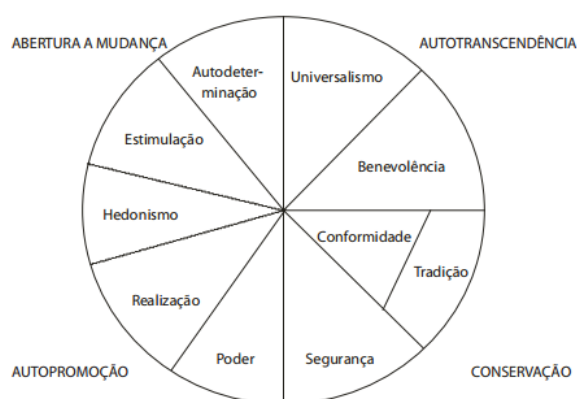 ABERTURA A MUDANÇA
AUTOTRANSCENDÊNCIA
Autodeter-
minação
Universalismo
Estimulação
Benevolência
Hedonismo
Conformidade
Tradição
Realização
Poder
Segurança
AUTOPROMOÇÃO
CONSERVAÇÃO